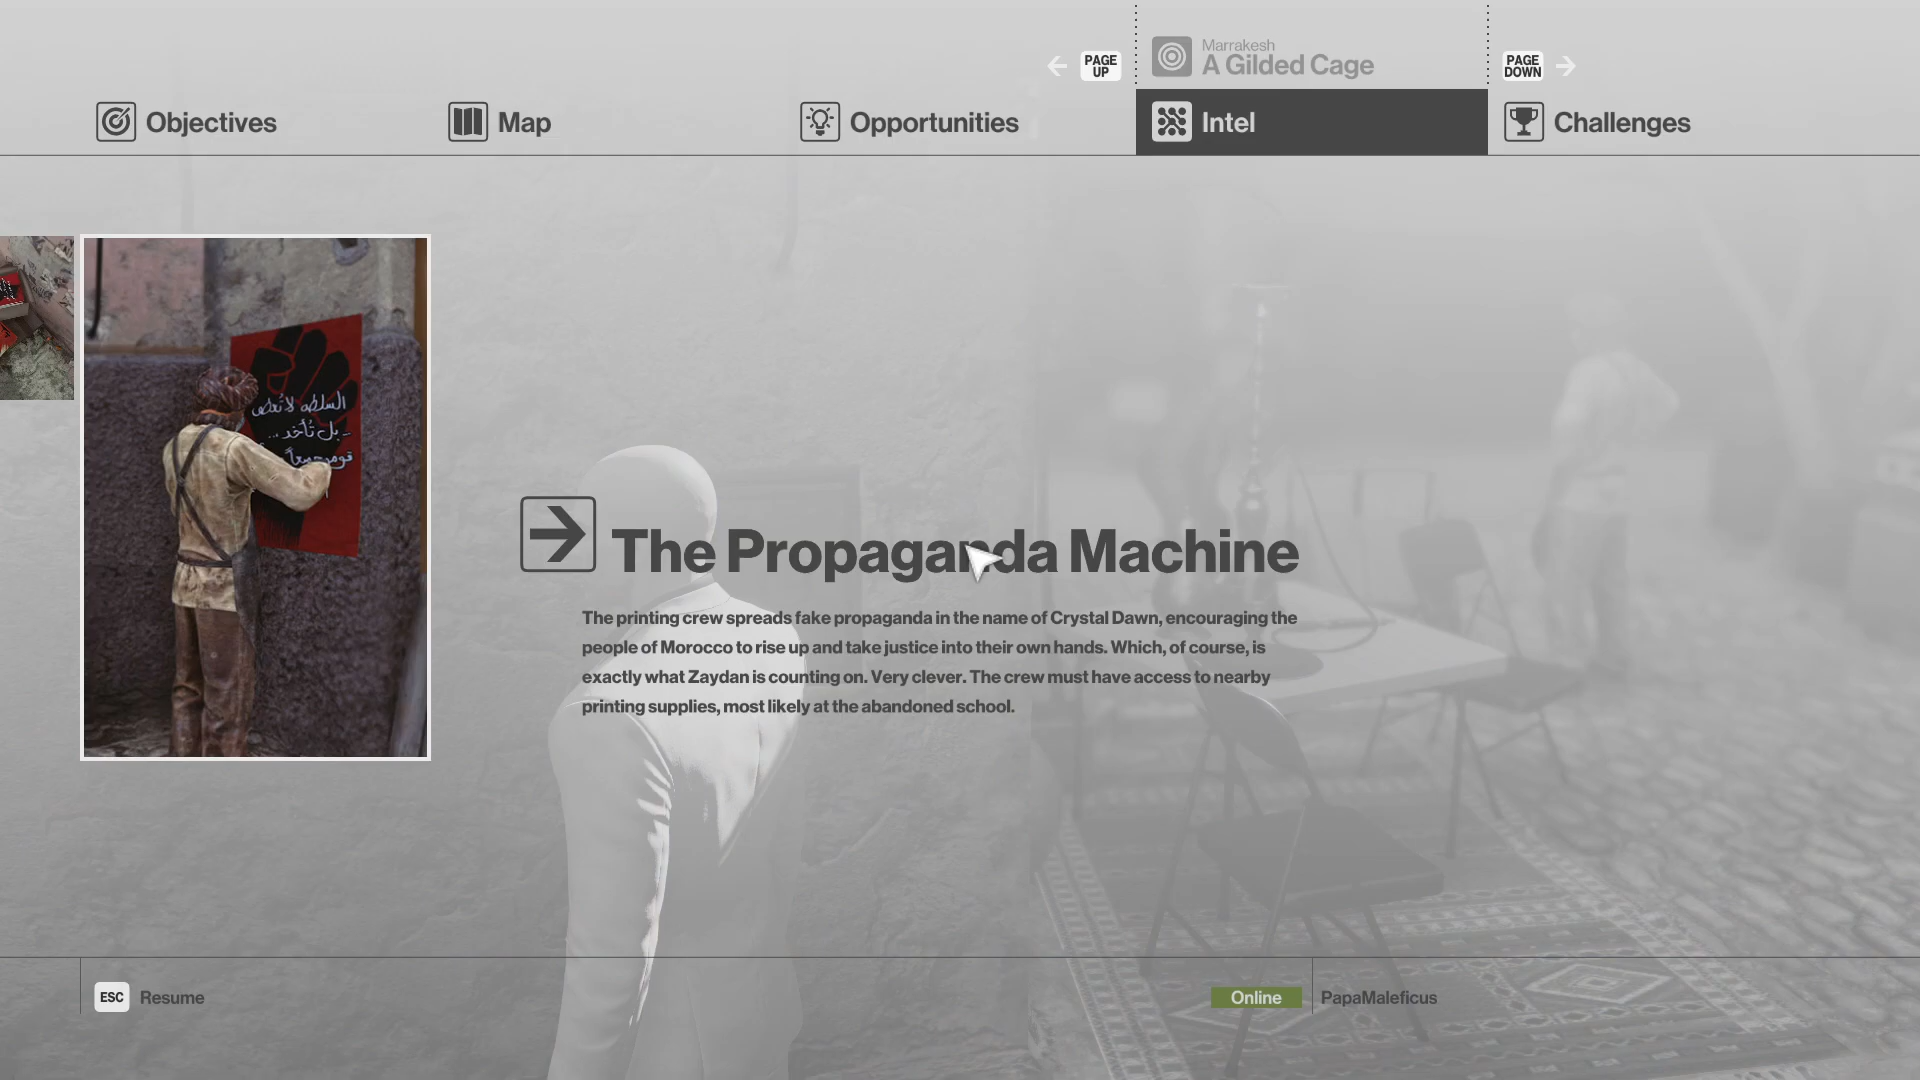 PAGE UP
Marrakesh
A Gilded Cage
PAGE DOWN
Objectives
Map
Opportunities
Intel
Challenges
السلطه لا تُعطى
بل تُأخد ...
The Propaganda Machine
The printing crew spreads fake propaganda in the name of Crystal Dawn, encouraging the
people of Morocco to rise up and take justice into their own hands. Which, of course, is
exactly what Zaydan is counting on. Very clever. The crew must have access to nearby
printing supplies, most likely at the abandoned school.
ESC Resume
Online
PapaMaleficus